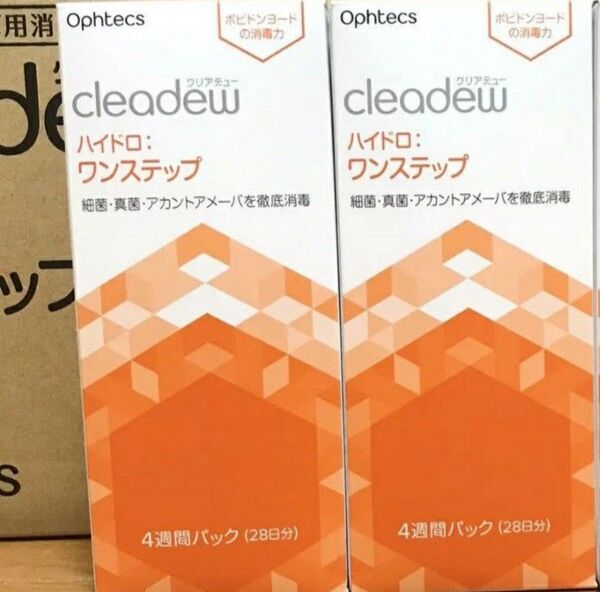 用消
de
ップ
s
Ophtecs
ポビドンヨード
の消毒力
クリアデュー
cleadew
ハイドロ:
ワンステップ
細菌・真菌・アカントアメーバを徹底消毒
4週間パック(28日分)
Ophtecs
ポビドンヨード
の消毒力
クリアデュー
cleadew
ハイドロ:
ワンステップ
細菌・真菌・アカントアメーバを徹底消毒
4週間パック(28日分)